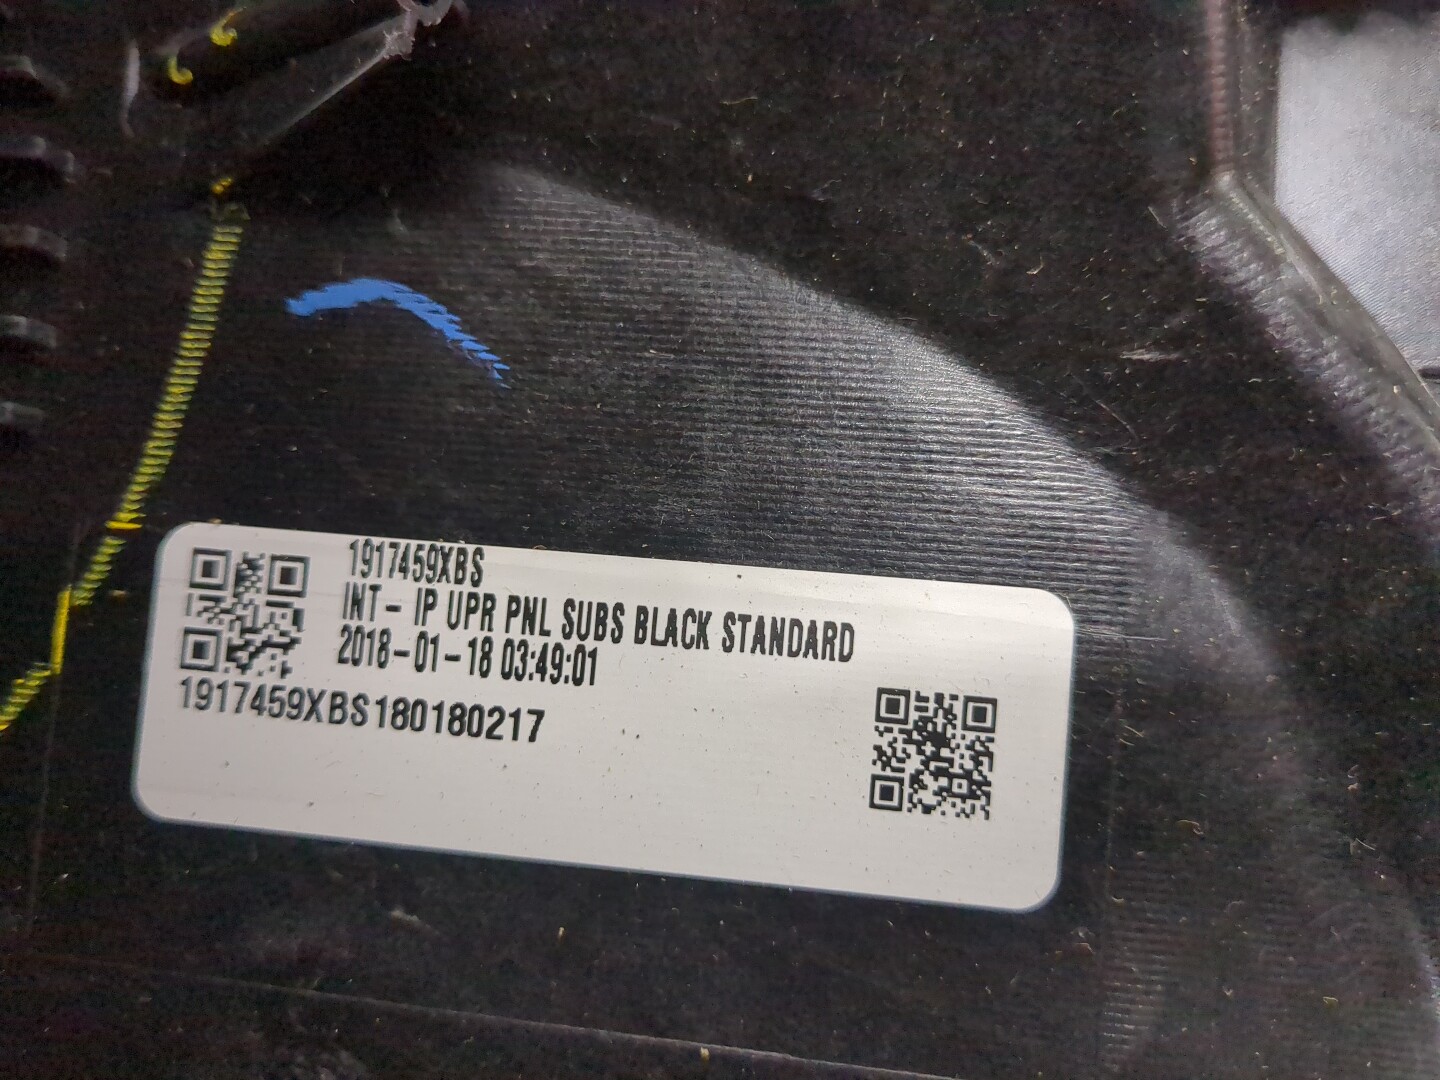 1917459XBS
INT - IP UPR PNL SUBS BLACK STANDARD
2018-01-18 03:49:01
1917459XBS180180217